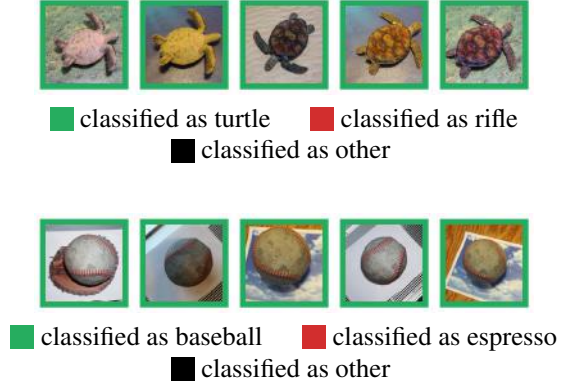 classified as turtle classified as rifle
classified as other
classified as baseball classified as espresso
classified as other